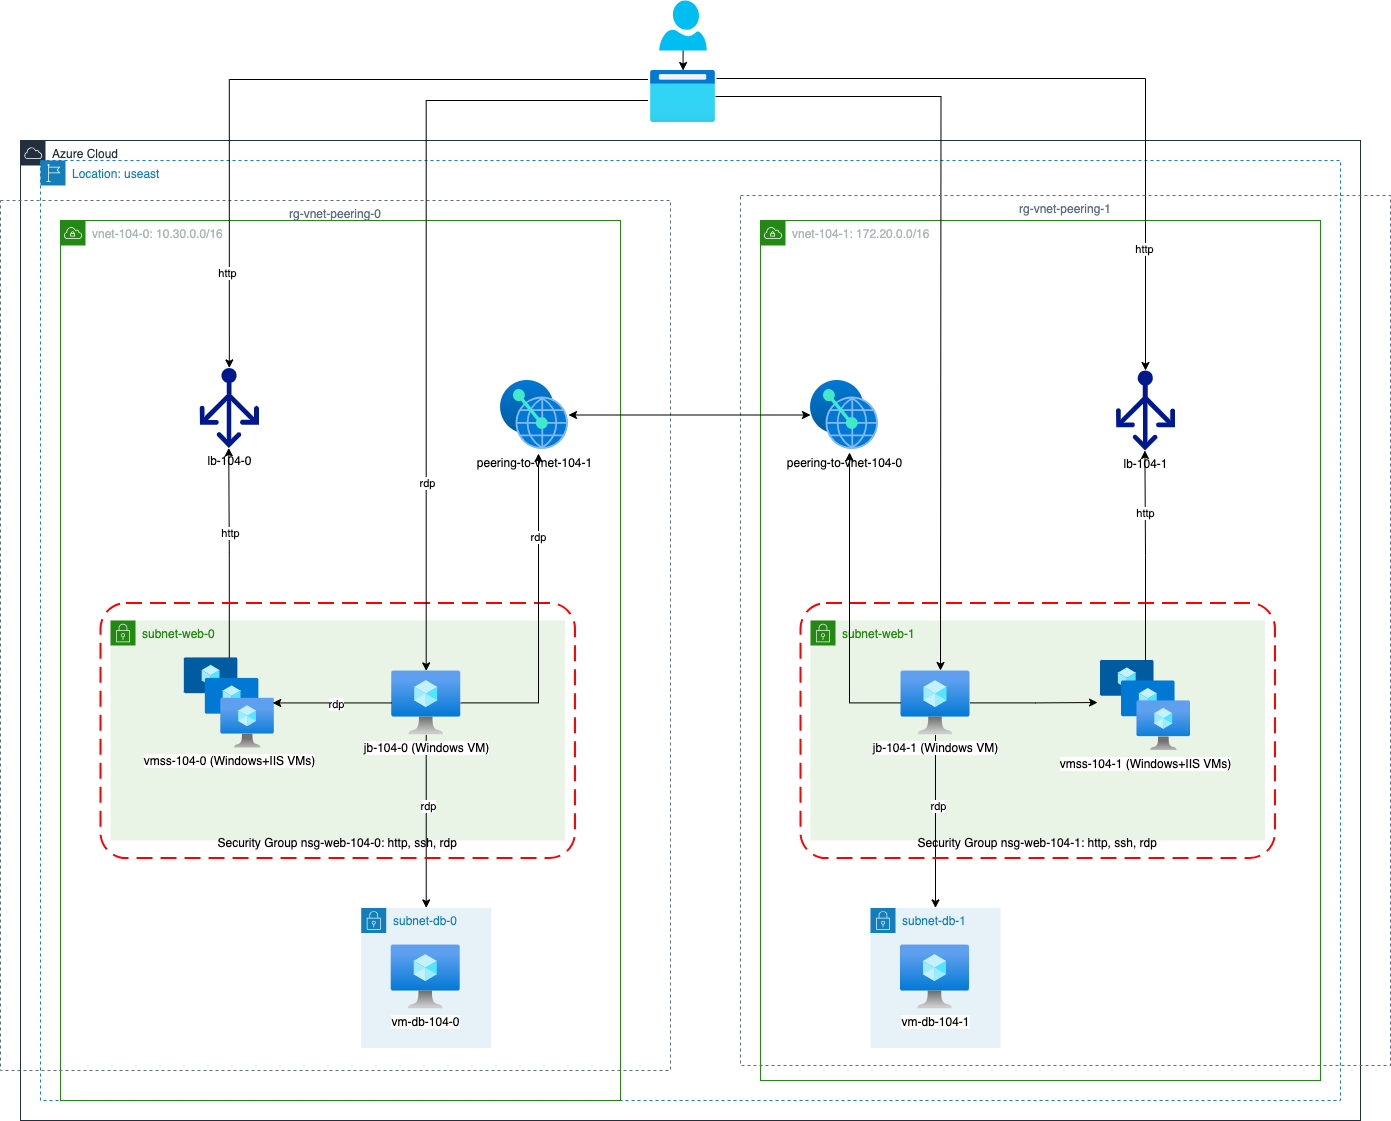 Azure Cloud
Location: useast
rg-vnet-peering-0
rg-vnet-peering-1
vnet-104-0: 10.30.0.0/16
vnet-104-1: 172.20.0.0/16
http
http
lb-104-0
peering-to-vnet-104-1
peering-to-vnet-104-0
lb-104-1
rdp
http
rdp
http
subnet-web-0
subnet-web-1
rdp
vmss-104-0 (Windows+IIS VMs)
jb-104-0 (Windows VM)
jb-104-1 (Windows VM)
vmss-104-1 (Windows+IIS VMs)
rdp
rdp
Security Group nsg-web-104-0: http, ssh, rdp
Security Group nsg-web-104-1: http, ssh, rdp
subnet-db-0
subnet-db-1
vm-db-104-0
vm-db-104-1